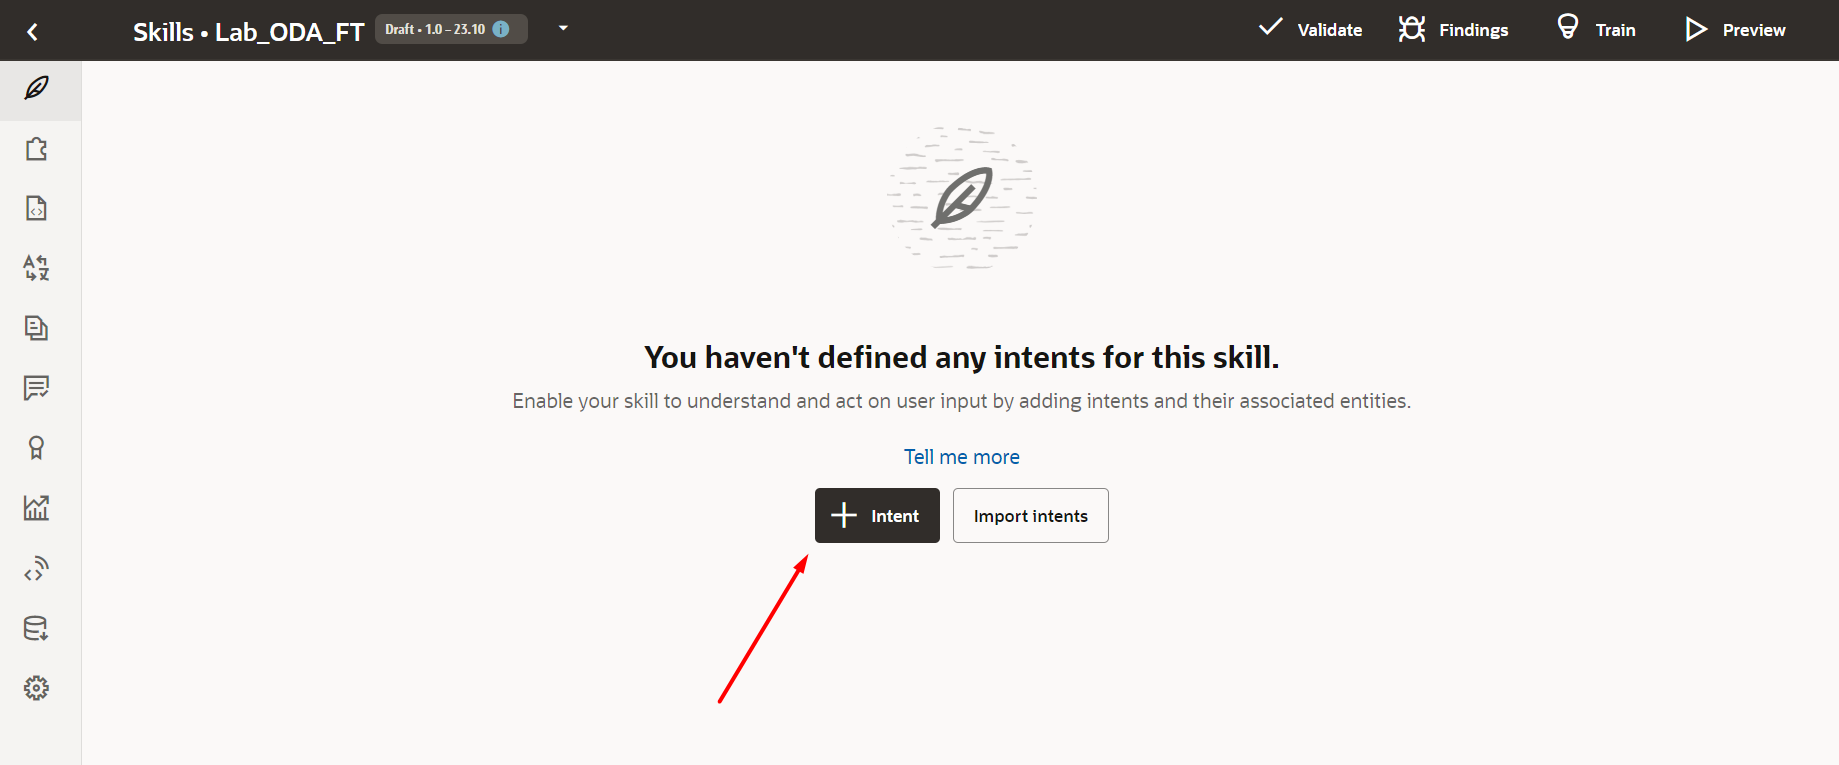 Skills • Lab_ODA_FT Draft • 1.0 – 23.10 Validate Findings Train Preview
You haven't defined any intents for this skill.
Enable your skill to understand and act on user input by adding intents and their associated entities.
Tell me more
Intent Import intents